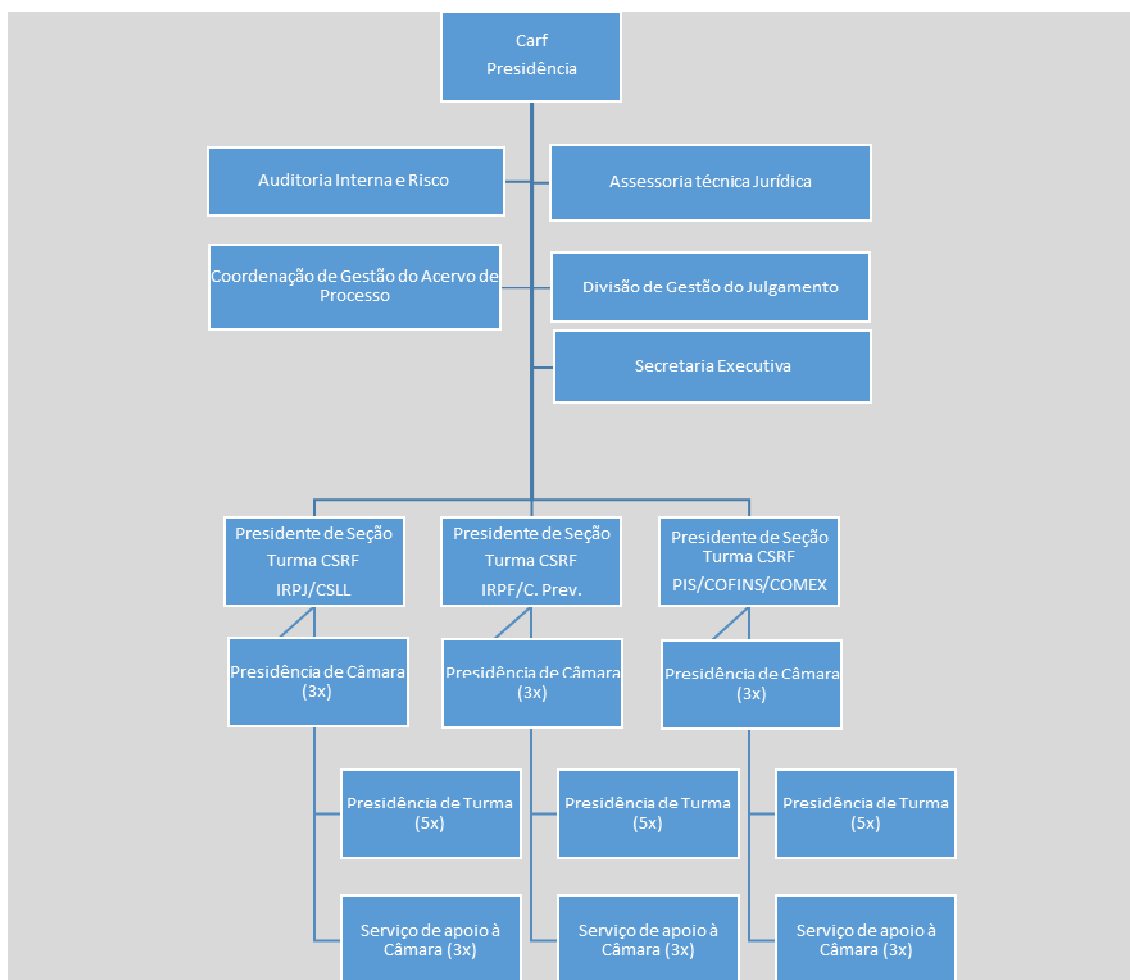 Carf
Presidência
Auditoria Interna e Risco
Assessoria técnica Jurídica
Coordenação de Gestão do Acervo de
Processo
Divisão de Gestão do Julgamento
Secretaria Executiva
Presidente de Seção
Turma CSRF
IRPJ/CSLL
Presidente de Seção
Turma CSRF
IRPF/C. Prev.
Presidente de Seção
Turma CSRF
PIS/COFINS/COMEX
Presidência de Câmara
(3x)
Presidência de Câmara
(3x)
Presidência de Câmara
(3x)
Presidência de Turma
(5x)
Presidência de Turma
(5x)
Presidência de Turma
(5x)
Serviço de apoio à
Câmara (3x)
Serviço de apoio à
Câmara (3x)
Serviço de apoio à
Câmara (3x)